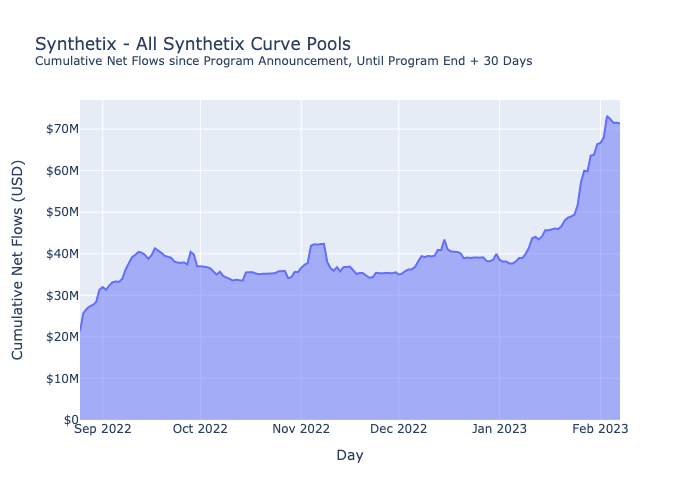 Synthetix - All Synthetix Curve Pools
Cumulative Net Flows since Program Announcement, Until Program End + 30 Days
Cumulative Net Flows (USD)
$70M
$60M
$50M
$40M
$30M
$20M
$10M
$0
Sep 2022
Oct 2022
Nov 2022
Dec 2022
Jan 2023
Feb 2023
Day